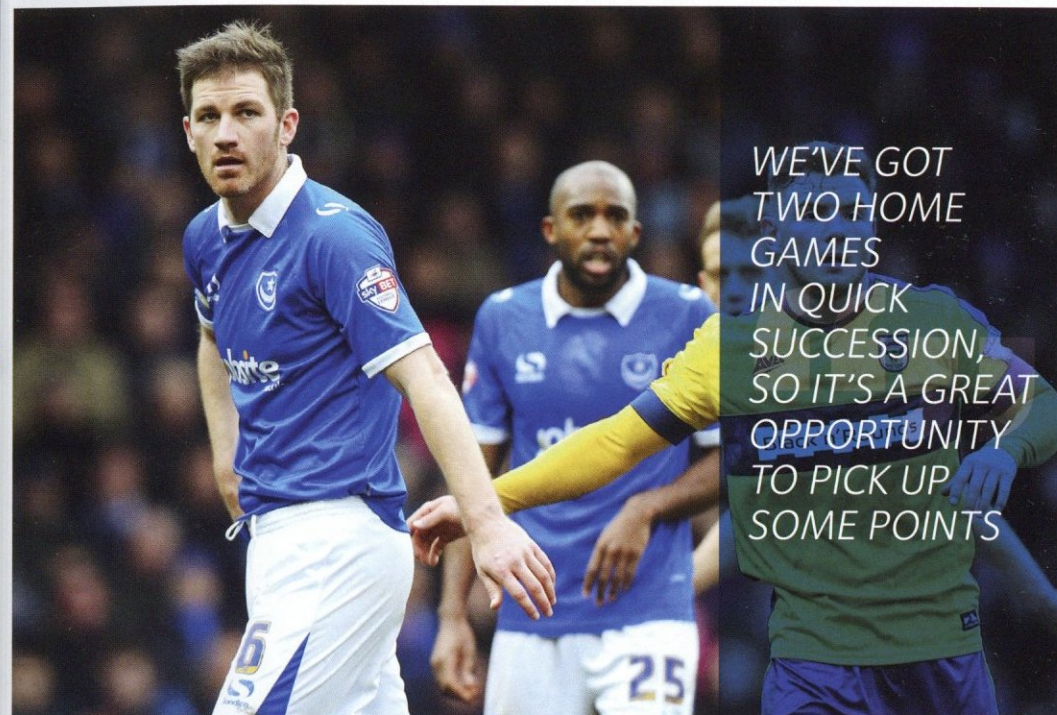 WE'VE GOT
TWO HOME
GAMES
IN QUICK
SUCCESSION,
SO IT'S A GREAT
OPPORTUNITY
TO PICK UP
SOME POINTS
sky BET
6
25